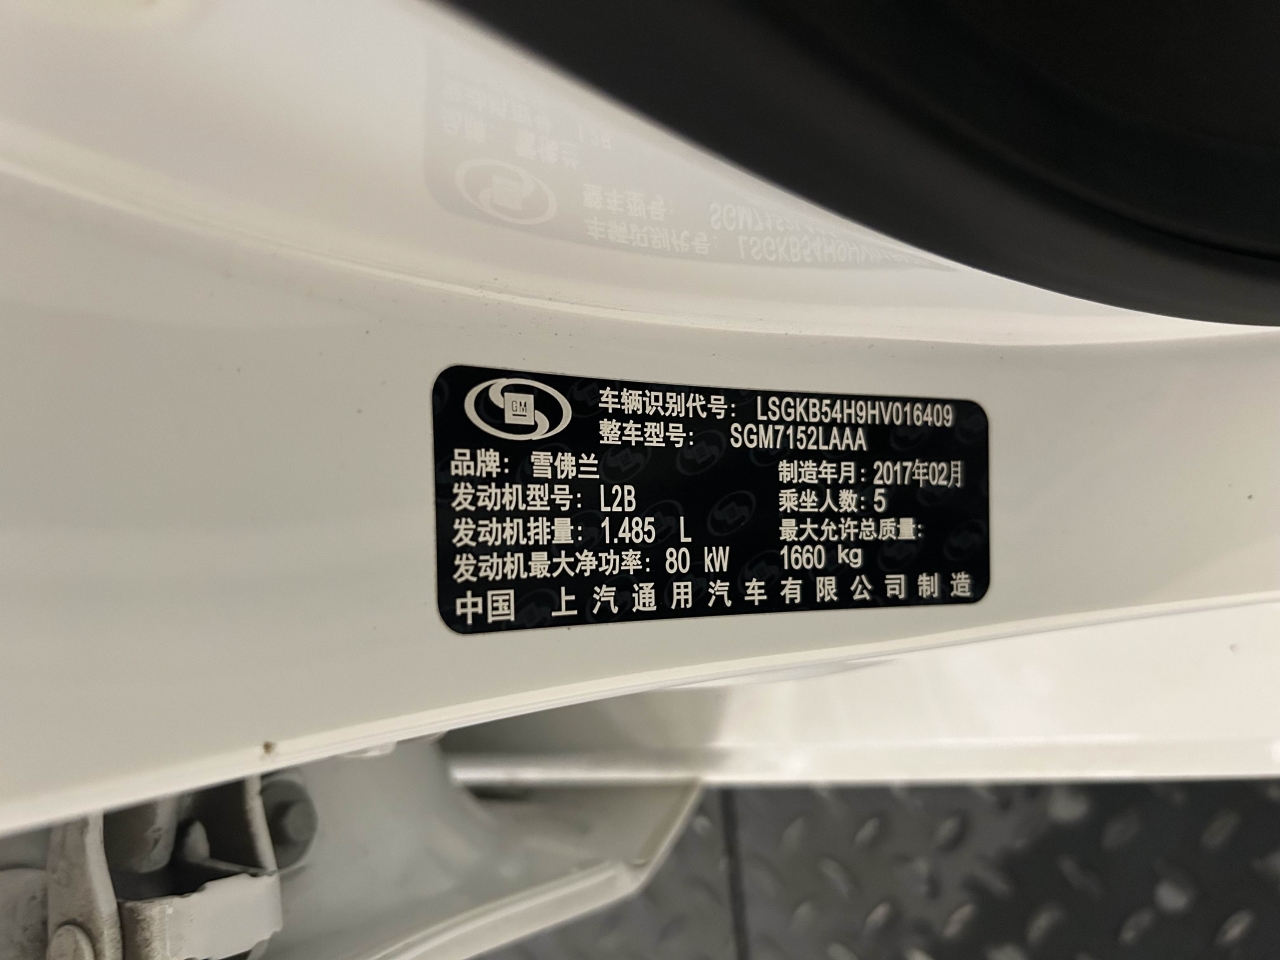 GM
车辆识别代号: LSGKB54H9HV016409
整车型号: SGM7152LAAA
品牌: 雪佛兰
制造年月: 2017年02月
发动机型号: L2B
乘坐人数: 5
发动机排量: 1.485 L
最大允许总质量:
发动机最大净功率: 80 kW
1660 kg
中国 上汽通用汽车有限公司制造